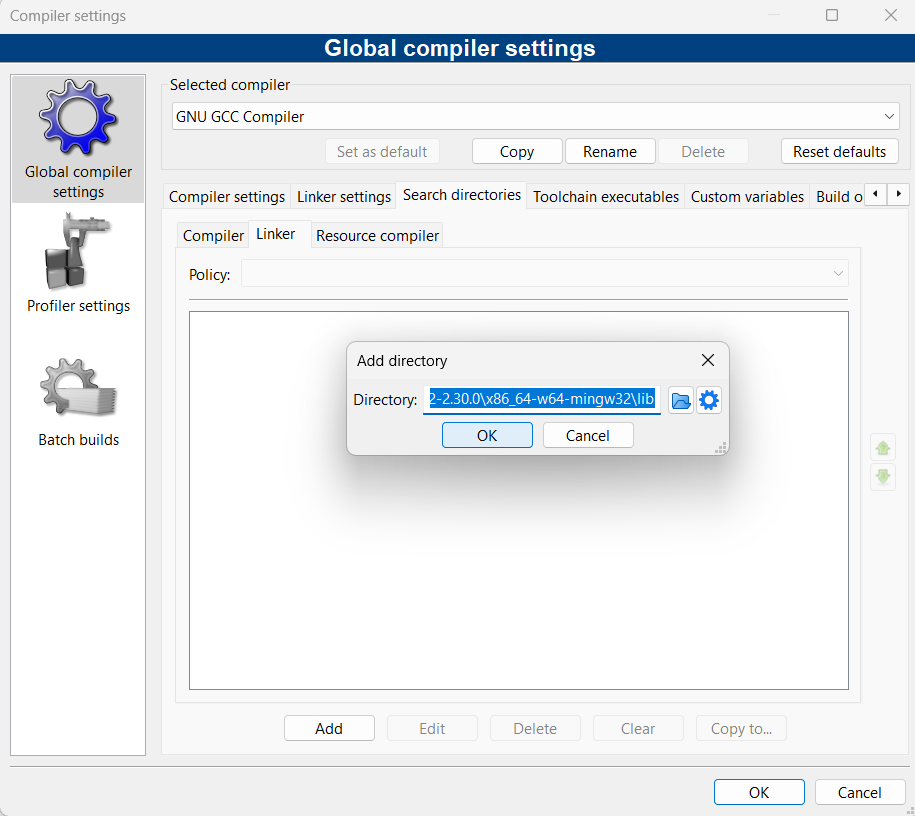 Compiler settings
Global compiler settings
Global compiler
settings
Profiler settings
Batch builds
Selected compiler
GNU GCC Compiler
Set as default Copy Rename Delete Reset defaults
Compiler settings Linker settings Search directories Toolchain executables Custom variables Build o
Compiler Linker Resource compiler
Policy:
Add directory
Directory: 2-2.30.0\x86_64-w64-mingw32\lib
OK Cancel
Add Edit Delete Clear Copy to...
OK Cancel